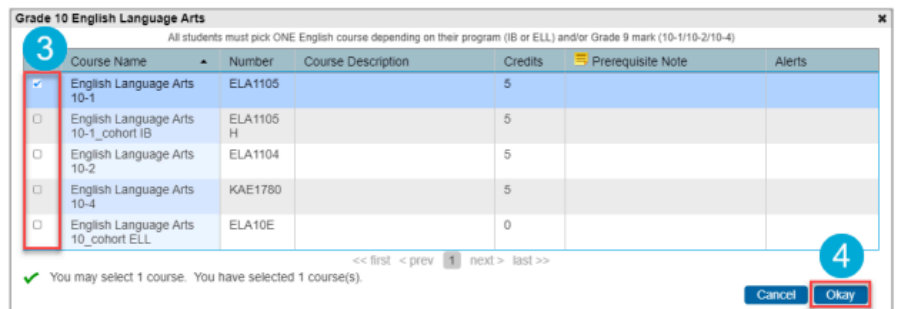 Grade 10 English Language Arts
All students must pick ONE English course depending on their program (IB or ELL) and/or Grade 9 mark (10-1/10-2/10-4)
3
Course Name Number Course Description Credits Prerequisite Note Alerts
English Language Arts 10-1 ELA1105 5
English Language Arts 10-1_cohort IB ELA1105 H 5
English Language Arts 10-2 ELA1104 5
English Language Arts 10-4 KAE1780 5
English Language Arts 10_cohort ELL ELA10E 0
<< first < prev 1 next > last >>
4
You may select 1 course. You have selected 1 course(s).
Cancel Okay